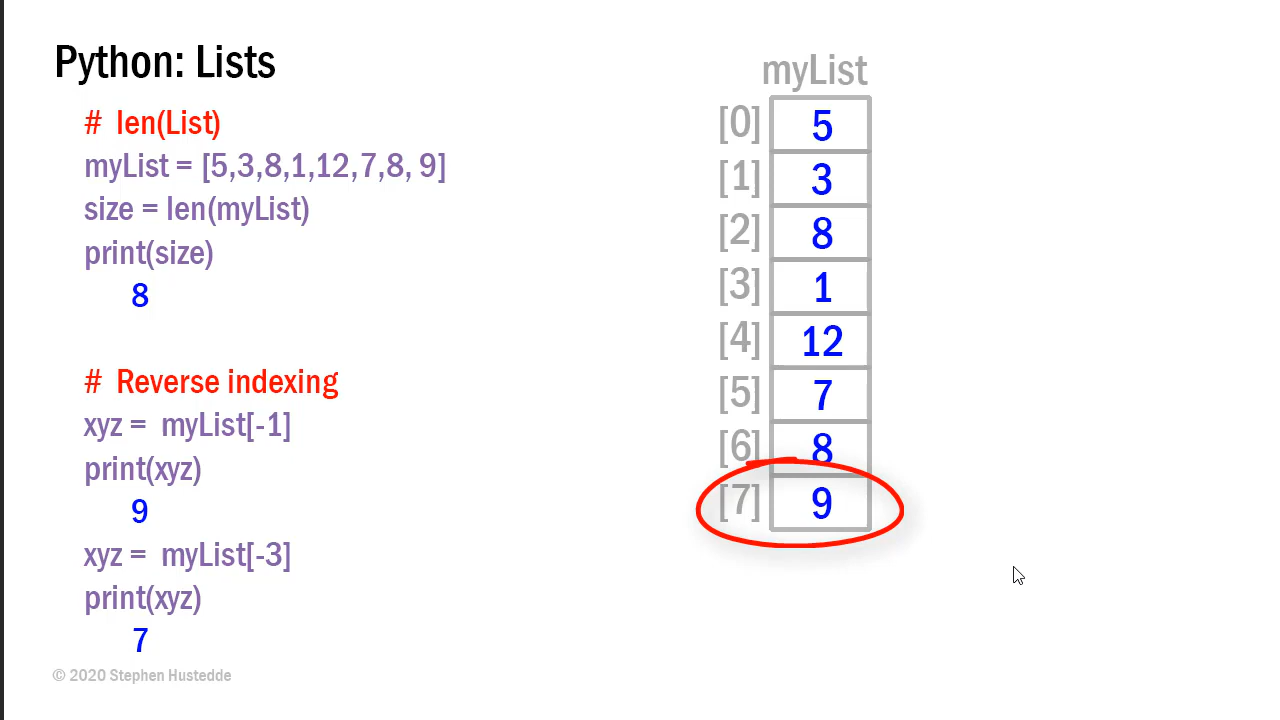 Python: Lists
# len(List)
myList = [5,3,8,1,12,7,8, 9]
size = len(myList)
print(size)
8
# Reverse indexing
xyz = myList[-1]
print(xyz)
9
xyz = myList[-3]
print(xyz)
7
© 2020 Stephen Hustedde
myList
[0] 5
[1] 3
[2] 8
[3] 1
[4] 12
[5] 7
[6] 8
[7] 9